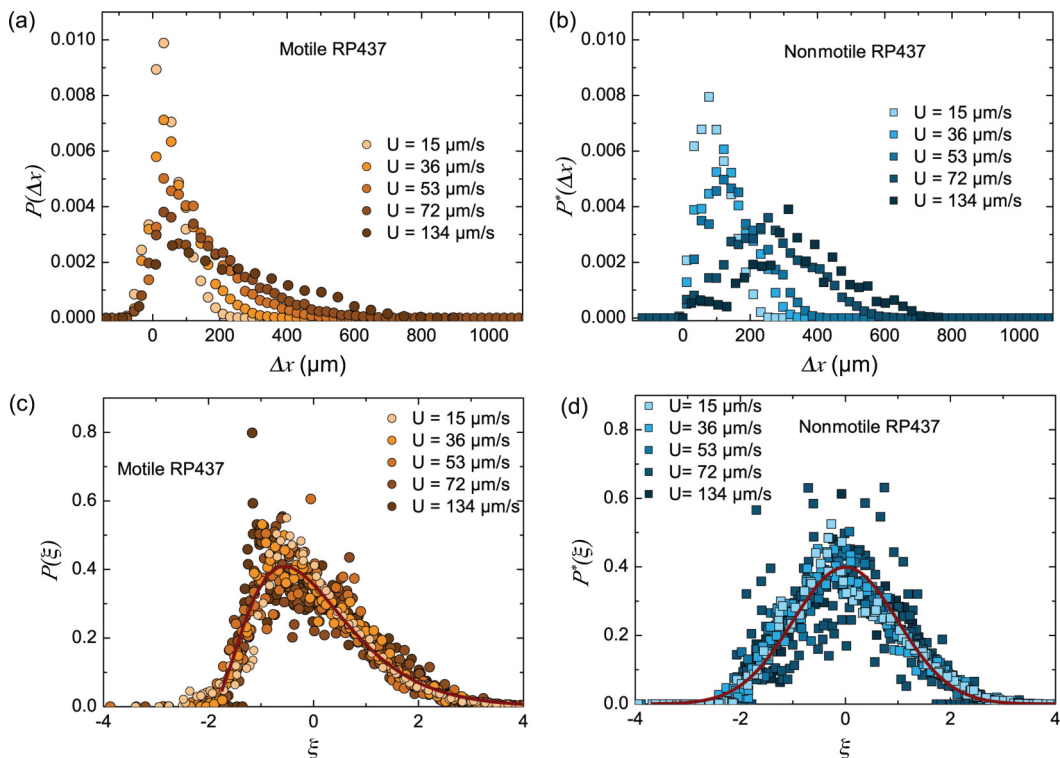 (a)
0.010
0.008
0.006
0.004
0.002
0.000
P(Δx)
Motile RP437
U = 15 µm/s
U = 36 µm/s
U = 53 µm/s
U = 72 µm/s
U = 134 µm/s
0 200 400 600 800 1000
Δx (µm)
(b)
0.010
0.008
0.006
0.004
0.002
0.000
P*(Δx)
Nonmotile RP437
U = 15 µm/s
U = 36 µm/s
U = 53 µm/s
U = 72 µm/s
U = 134 µm/s
0 200 400 600 800 1000
Δx (µm)
(c)
0.8
0.6
0.4
0.2
0.0
P(ξ)
Motile RP437
U = 15 µm/s
U = 36 µm/s
U = 53 µm/s
U = 72 µm/s
U = 134 µm/s
-4 -2 0 2 4
ξ
(d)
0.8
0.6
0.4
0.2
0.0
P*(ξ)
U= 15 µm/s
U= 36 µm/s
U= 53 µm/s
U= 72 µm/s
U= 134 µm/s
Nonmotile RP437
-4 -2 0 2 4
ξ